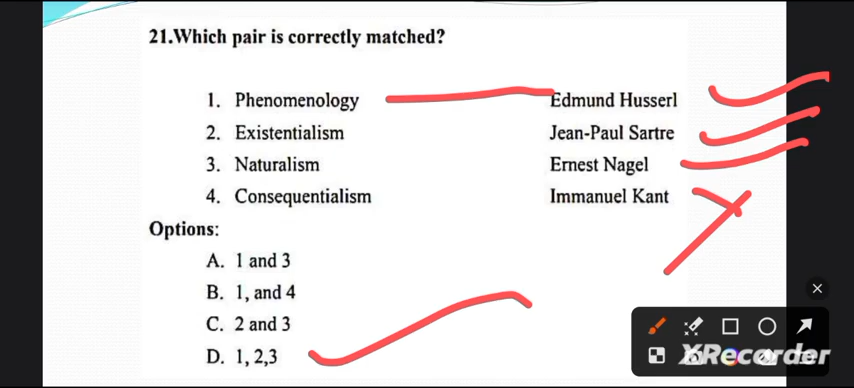 21.Which pair is correctly matched?
1. Phenomenology Edmund Husserl
2. Existentialism Jean-Paul Sartre
3. Naturalism Ernest Nagel
4. Consequentialism Immanuel Kant
Options:
A. 1 and 3
B. 1, and 4
C. 2 and 3
D. 1, 2,3
XRecorder